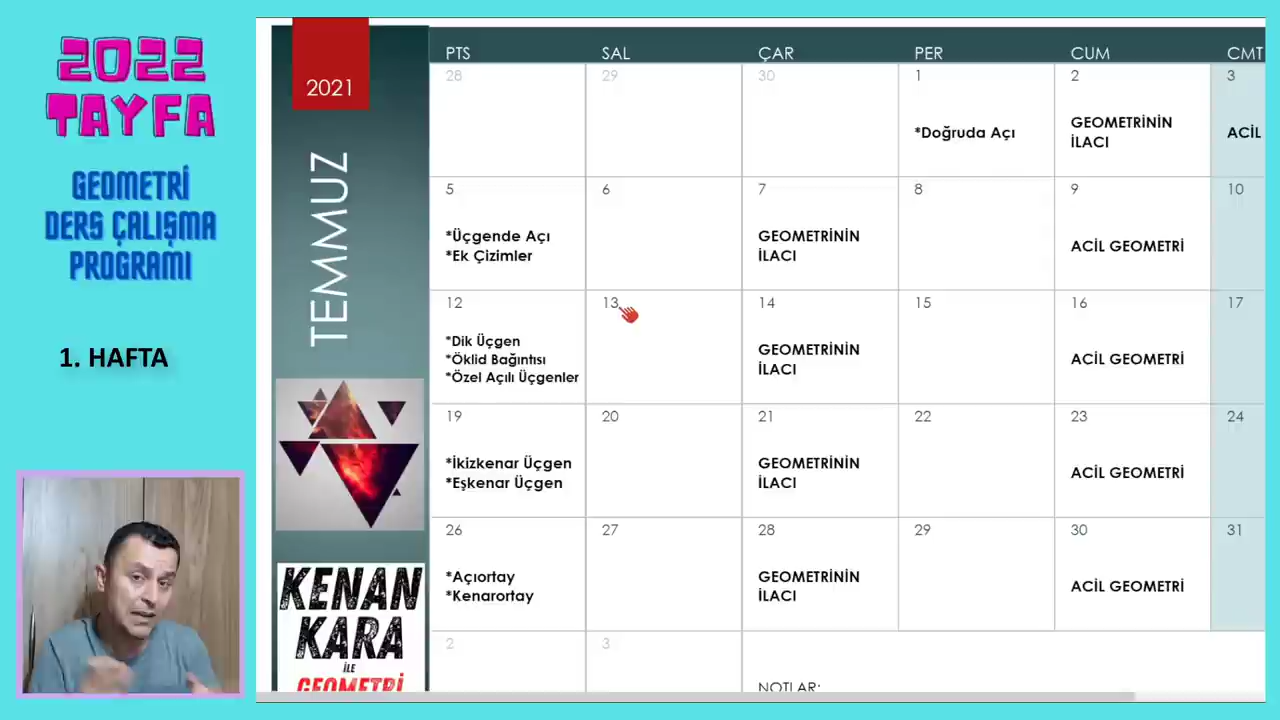 2022
TAYFA
GEOMETRİ
DERS ÇALIŞMA
PROGRAMI
1. HAFTA
2021
TEMMUZ
KENAN
KARA
İLE
GEOMETRİ
PTS SAL ÇAR PER CUM CMT
28 29 30 1 2 3
*Doğruda Açı
GEOMETRİNİN
İLACI
ACİL
5 6 7 8 9 10
*Üçgende Açı
*Ek Çizimler
GEOMETRİNİN
İLACI
ACİL GEOMETRİ
12 13 14 15 16 17
*Dik Üçgen
*Öklid Bağıntısı
*Özel Açılı Üçgenler
GEOMETRİNİN
İLACI
ACİL GEOMETRİ
19 20 21 22 23 24
*İkizkenar Üçgen
*Eşkenar Üçgen
GEOMETRİNİN
İLACI
ACİL GEOMETRİ
26 27 28 29 30 31
*Açıortay
*Kenarortay
GEOMETRİNİN
İLACI
ACİL GEOMETRİ
2 3
NOTLAR: